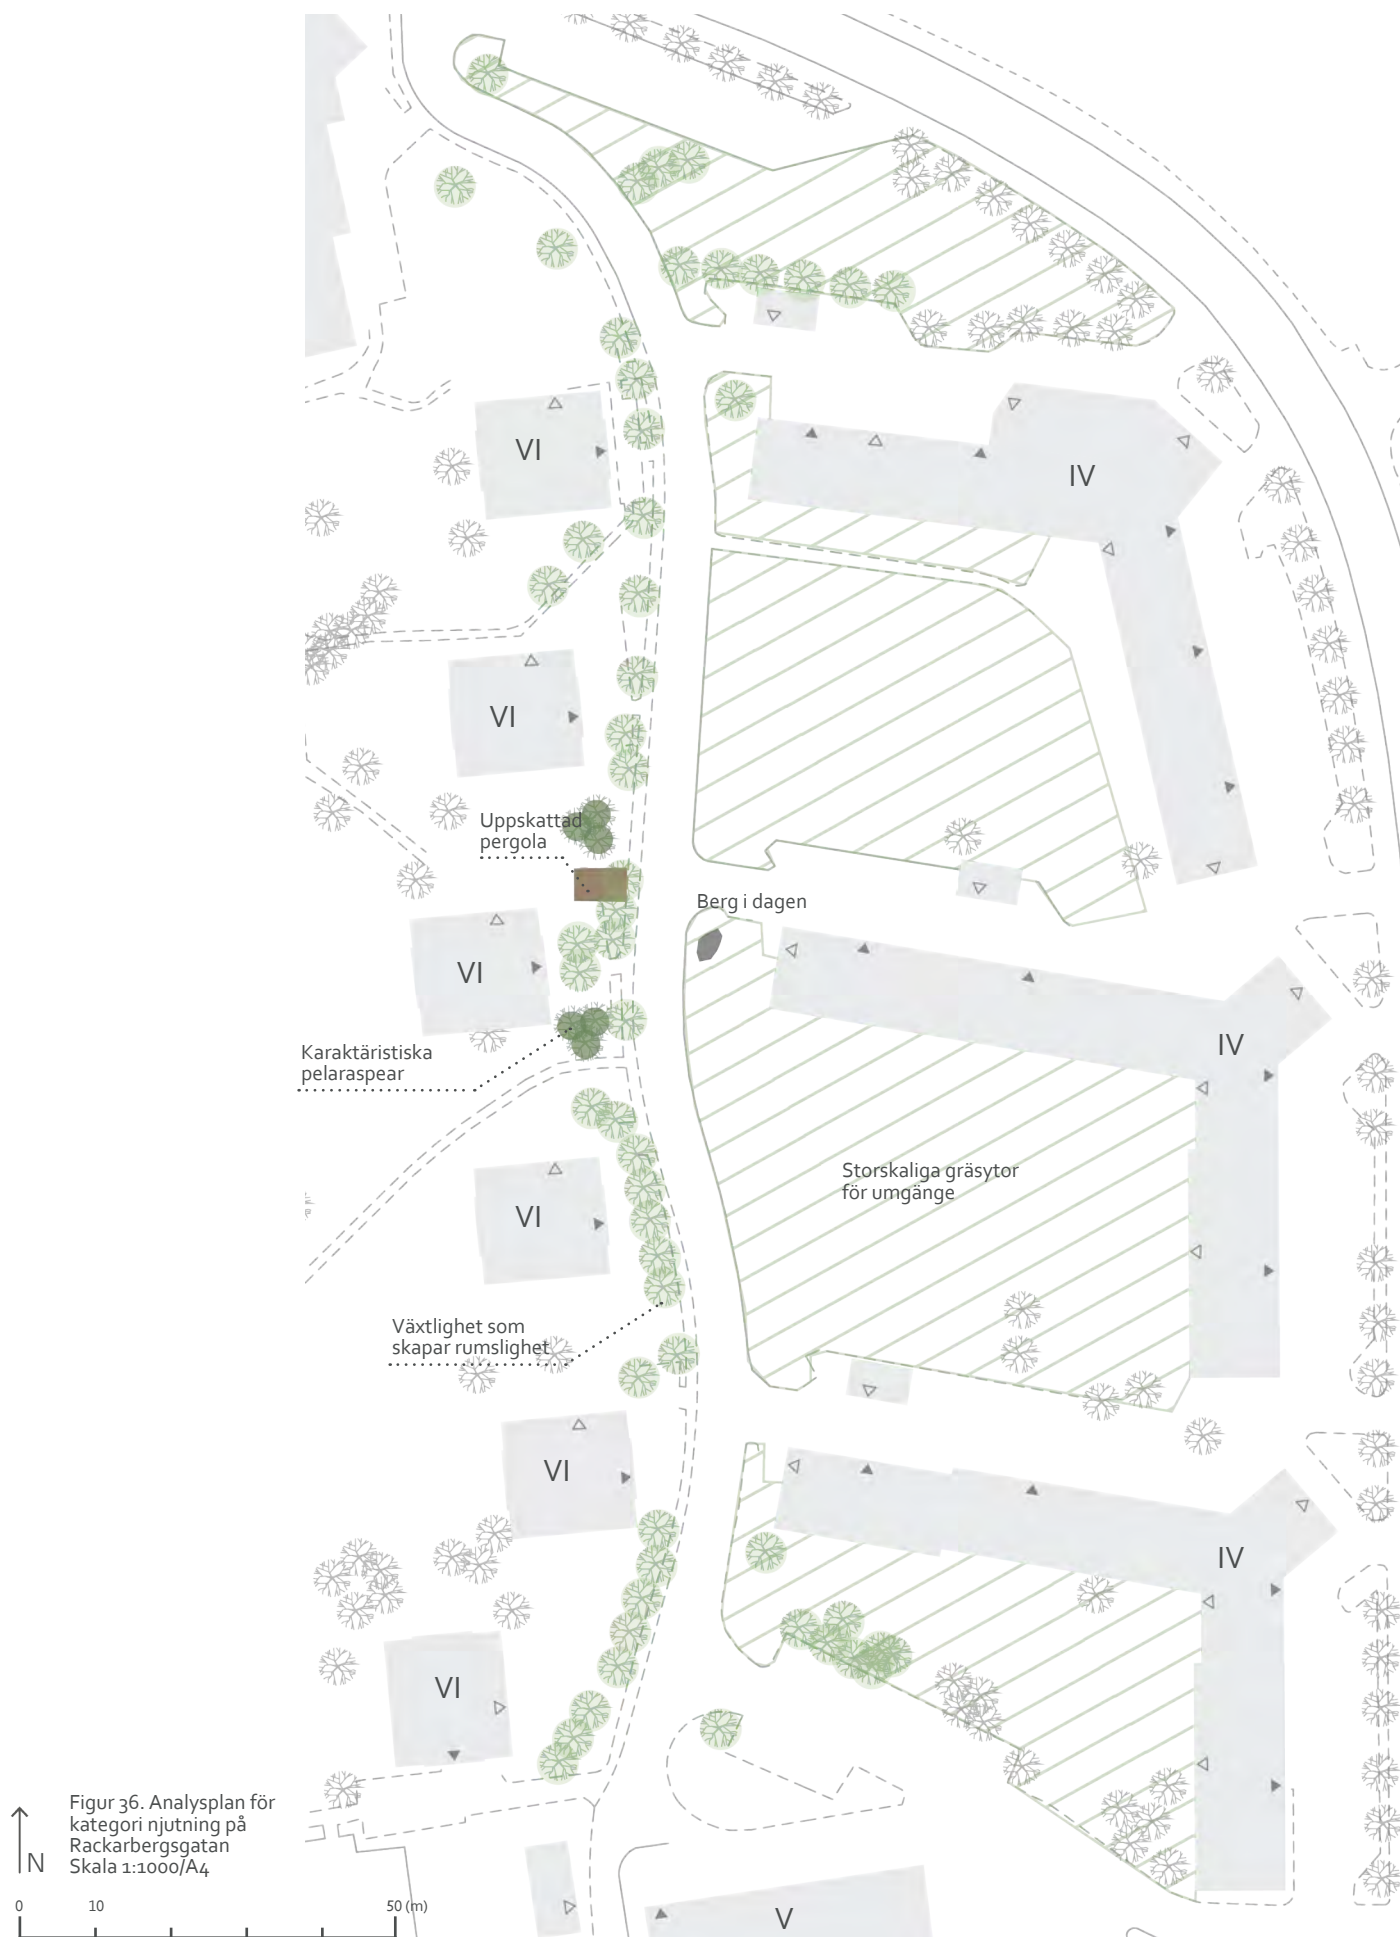 VI
IV
VI
Uppskattad
pergola
Berg i dagen
VI
IV
Karaktäristiska
pelaraspear
Storskaliga gräsytor
för umgänge
VI
Växtlighet som
skapar rumslighet
VI
IV
VI
Figur 36. Analysplan för
kategori njutning på
Rackarbergsgatan
Skala 1:1000/A4
N
0 10 50 (m)
V